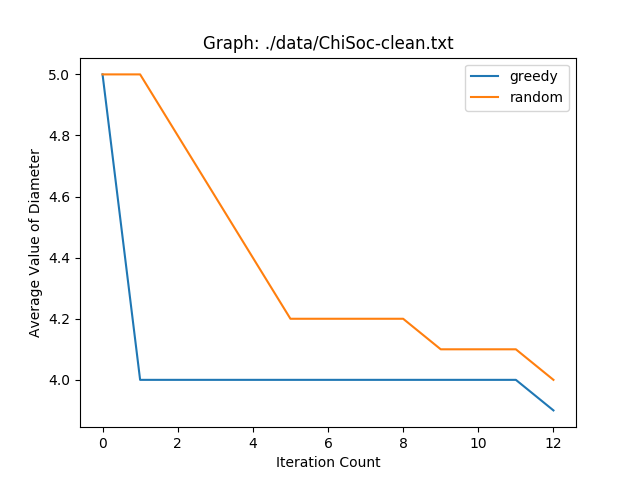 Graph: ./data/ChiSoc-clean.txt
greedy
random
Average Value of Diameter
5.0
4.8
4.6
4.4
4.2
4.0
0 2 4 6 8 10 12
Iteration Count